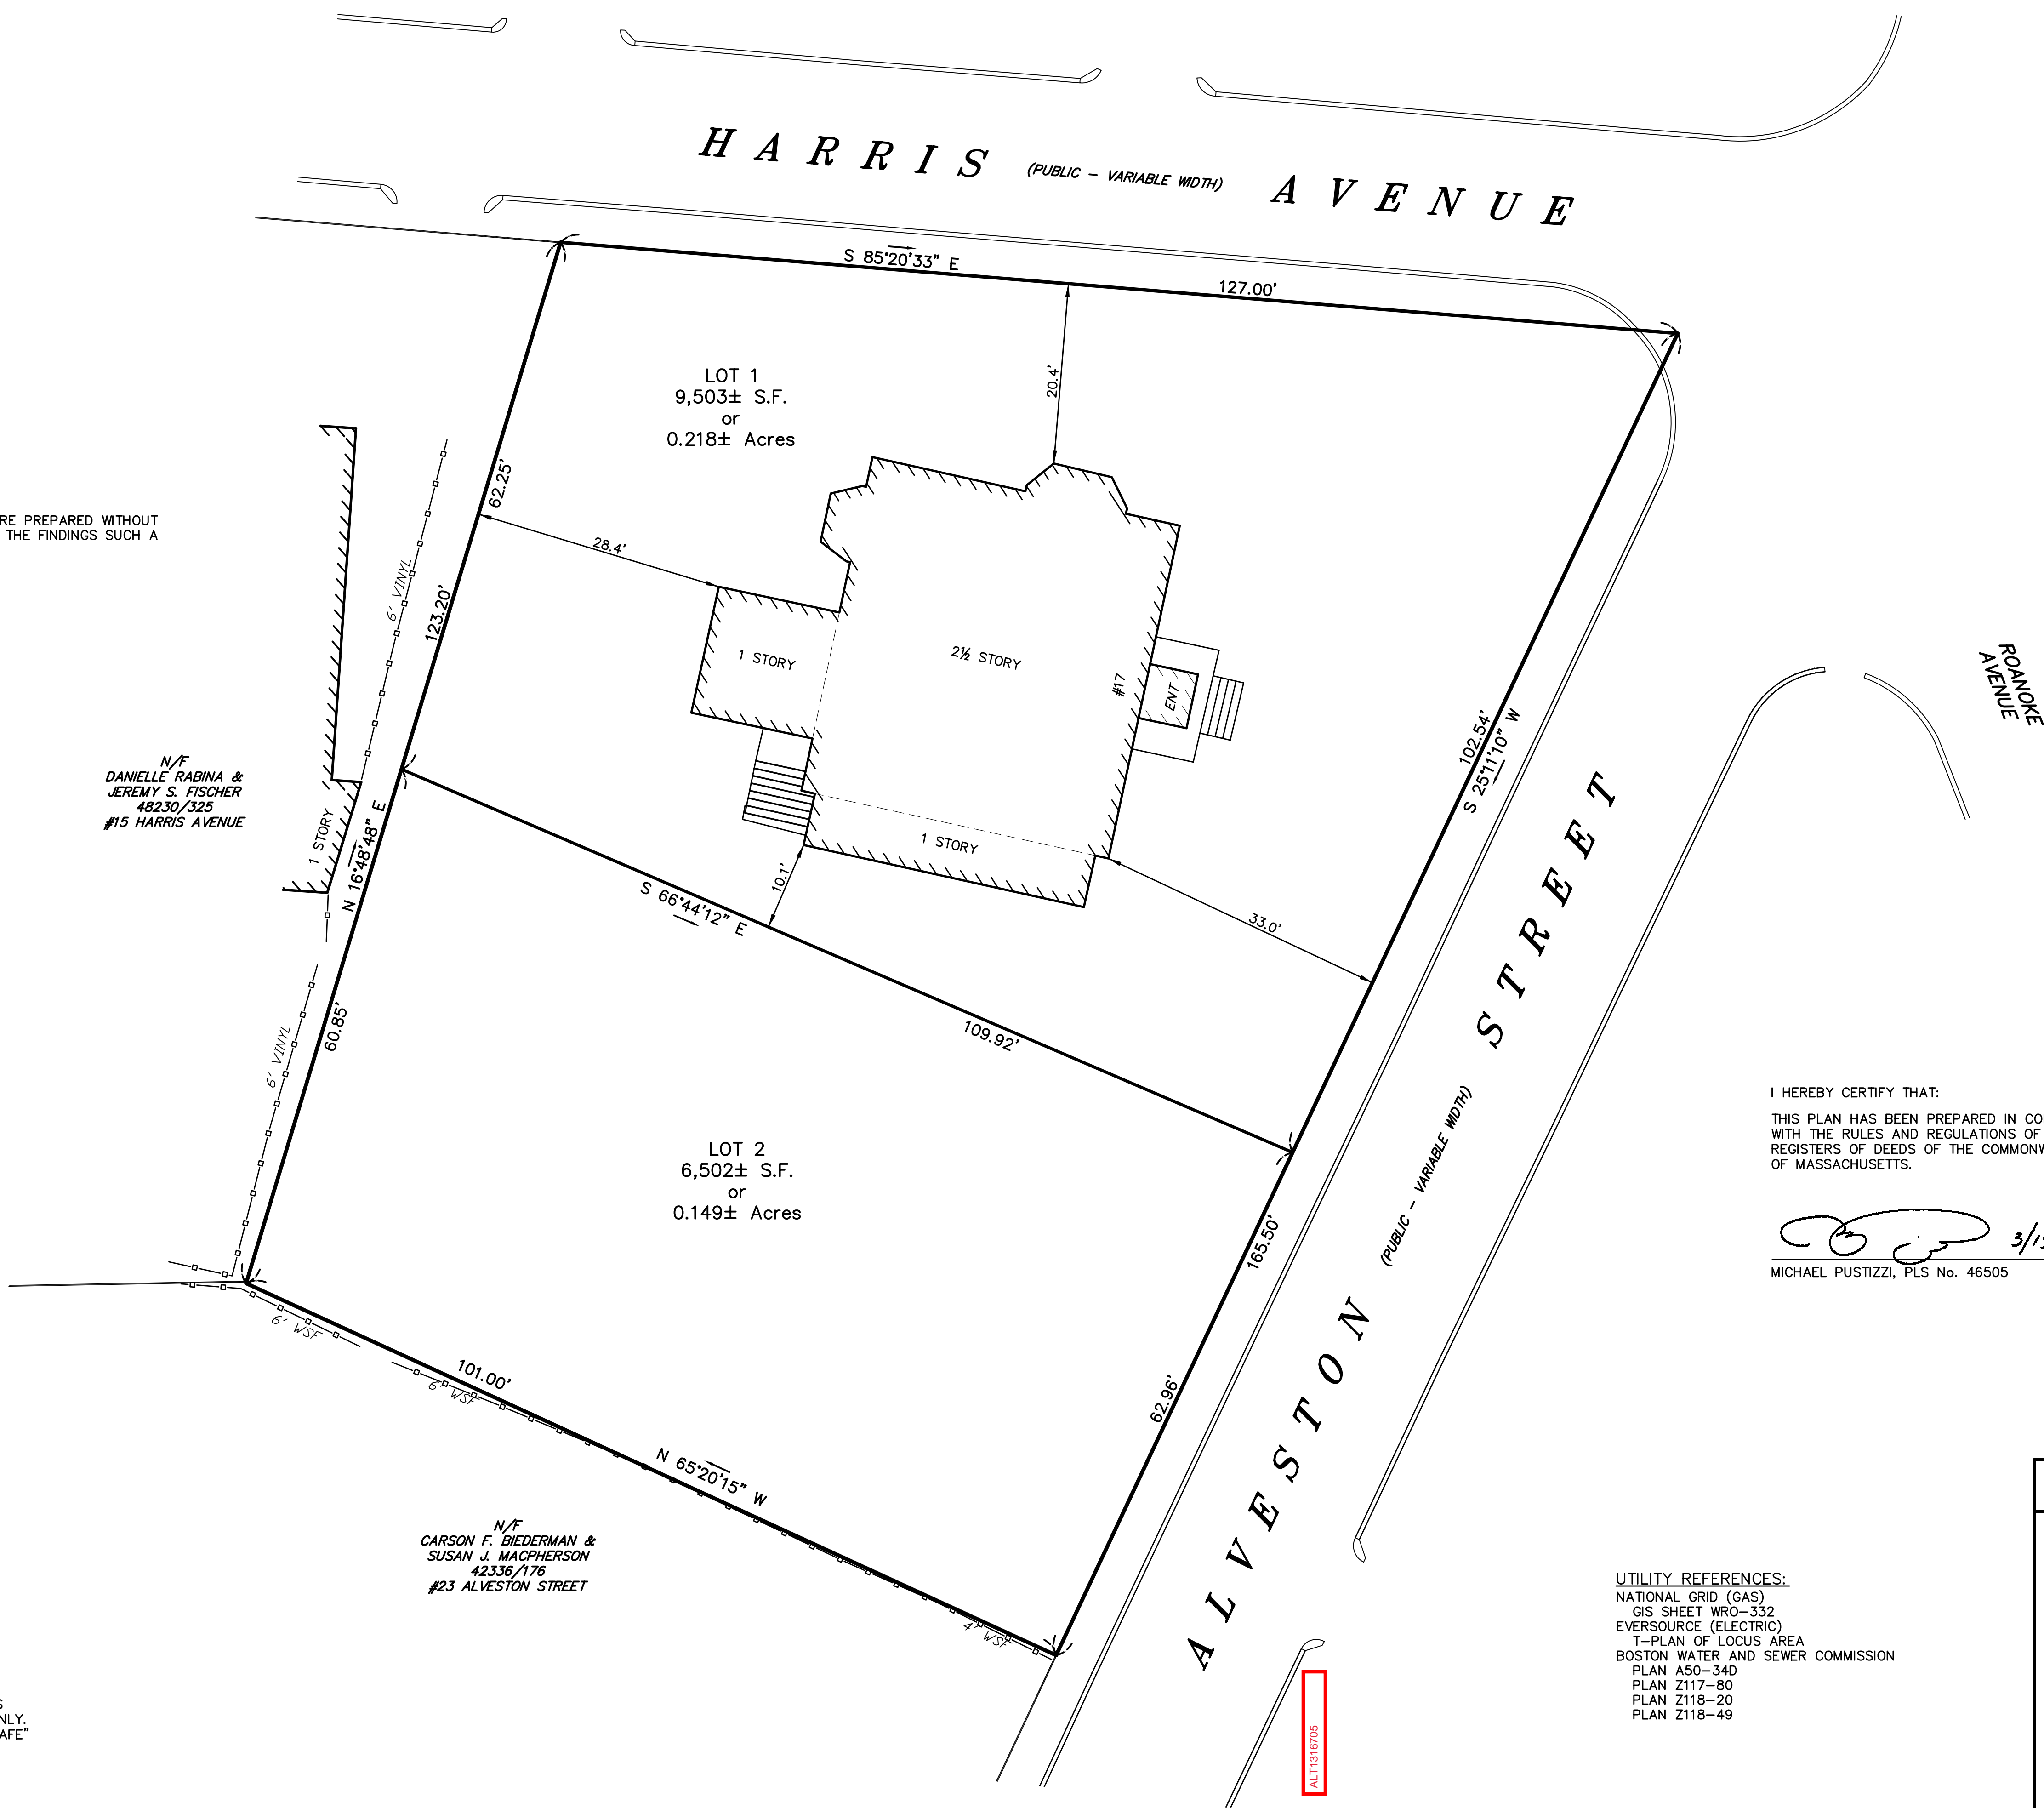 HARRIS (PUBLIC – VARIABLE WIDTH) AVENUE
S 85°20'33" E
127.00'
LOT 1
9,503± S.F.
or
0.218± Acres
20.4'
62.25'
28.4'
6' VINYL
123.20'
RE PREPARED WITHOUT
THE FINDINGS SUCH A
1 STORY
2½ STORY
#17
ENT
ROANOKE
AVENUE
102.54'
S 25°11'10" W
N/F
DANIELLE RABINA &
JEREMY S. FISCHER
48230/325
#15 HARRIS AVENUE
1 STORY
N 16°48'48" E
1 STORY
10.1'
S 66°44'12" E
33.0'
109.92'
60.85'
6' VINYL
ALVESTON (PUBLIC – VARIABLE WIDTH) STREET
LOT 2
6,502± S.F.
or
0.149± Acres
165.50'
62.96'
I HEREBY CERTIFY THAT:
THIS PLAN HAS BEEN PREPARED IN CO
WITH THE RULES AND REGULATIONS OF
REGISTERS OF DEEDS OF THE COMMONW
OF MASSACHUSETTS.
MICHAEL PUSTIZZI, PLS No. 46505
6' WSF
101.00'
6' WSF
N 65°20'15" W
4' WSF
N/F
CARSON F. BIEDERMAN &
SUSAN J. MACPHERSON
42336/176
#23 ALVESTON STREET
UTILITY REFERENCES:
NATIONAL GRID (GAS)
GIS SHEET WRO–332
EVERSOURCE (ELECTRIC)
T–PLAN OF LOCUS AREA
BOSTON WATER AND SEWER COMMISSION
PLAN A50–34D
PLAN Z117–80
PLAN Z118–20
PLAN Z118–49
S
NLY.
AFE"
ALT1316705